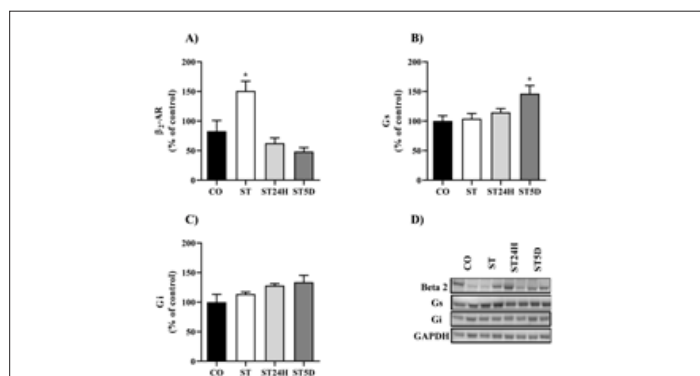 A)
β₂-AR
(% of control)
200
150
100
50
0
*
CO ST ST24H ST5D
B)
Gs
(% of control)
200
150
100
50
0
*
CO ST ST24H ST5D
C)
Gi
(% of control)
150
100
50
0
CO ST ST24H ST5D
D)
CO ST ST24H ST5D
Beta 2
Gs
Gi
GAPDH